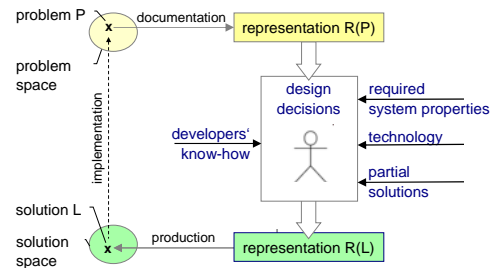 problem P
x
documentation
representation R(P)
problem
space
design
decisions
required
system properties
developers'
know-how
technology
partial
solutions
implementation
solution L
x
solution
space
production
representation R(L)